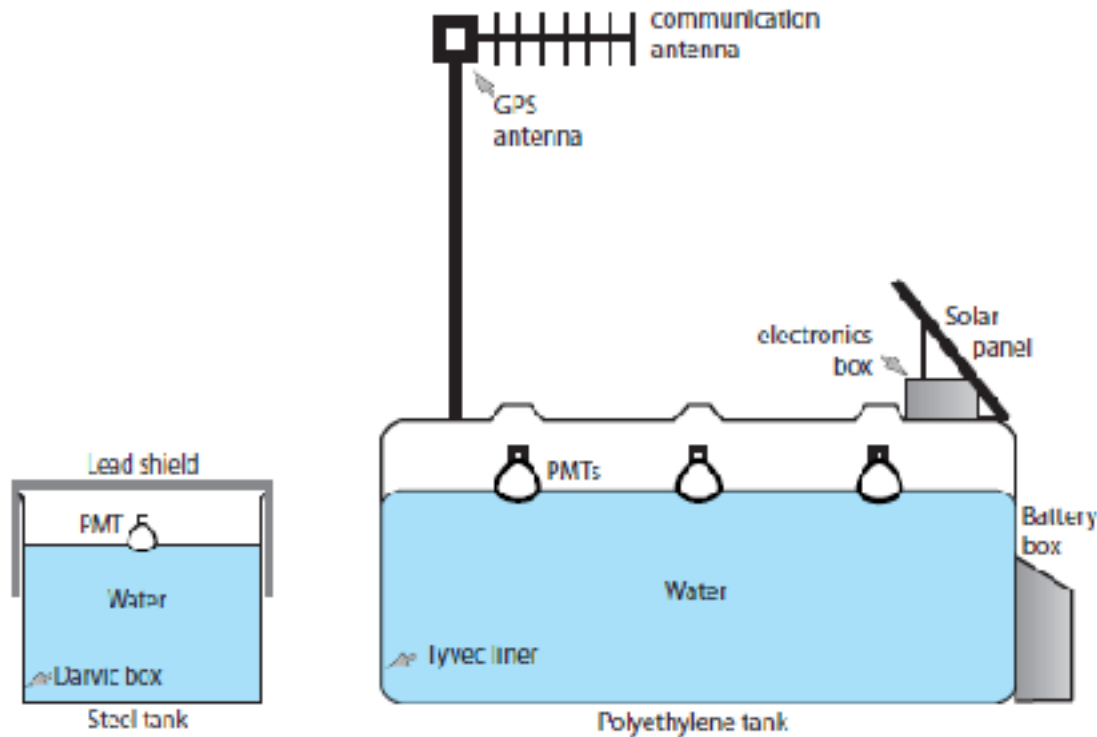 communication
antenna
GPS
antenna
Solar
panel
electronics
box
Lead shield
PMT
PMTs
Battery
box
Water
Water
Darvic box
Tyvec liner
Steel tank
Polyethylene tank